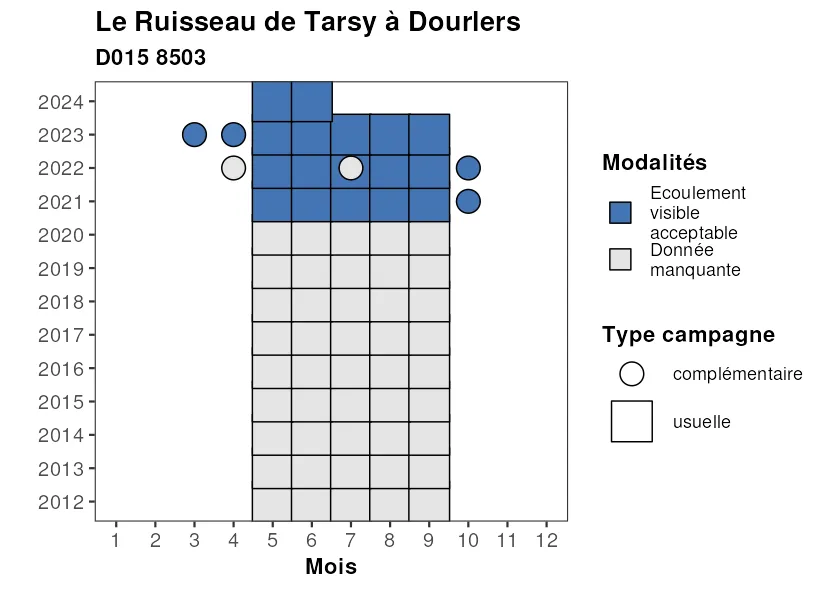 Le Ruisseau de Tarsy à Dourlers
D015 8503
2024
2023
2022
2021
2020
2019
2018
2017
2016
2015
2014
2013
2012
1 2 3 4 5 6 7 8 9 10 11 12
Mois
Modalités
Ecoulement
visible
acceptable
Donnée
manquante
Type campagne
complémentaire
usuelle